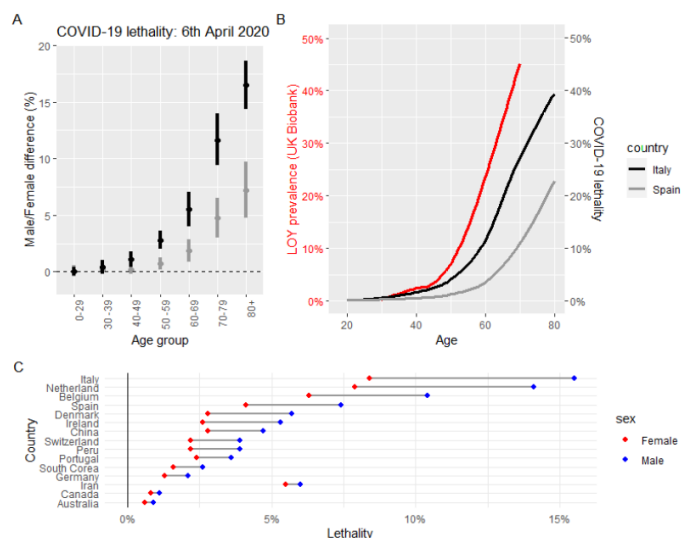 A
COVID-19 lethality: 6th April 2020
Male/Female difference (%)
20
15
10
5
0
0-29
30 -39
40-49
50 -59
60-69
70-79
80+
Age group
B
LOY prevalence (UK Biobank)
50%
40%
30%
20%
10%
0%
20
40
60
80
Age
50%
40%
30%
20%
10%
0%
COVID-19 lethality
country
Italy
Spain
C
Country
Italy
Netherland
Belgium
Spain
Denmark
Ireland
China
Switzerland
Peru
Portugal
South Corea
Germany
Iran
Canada
Australia
0%
5%
10%
15%
Lethality
sex
Female
Male